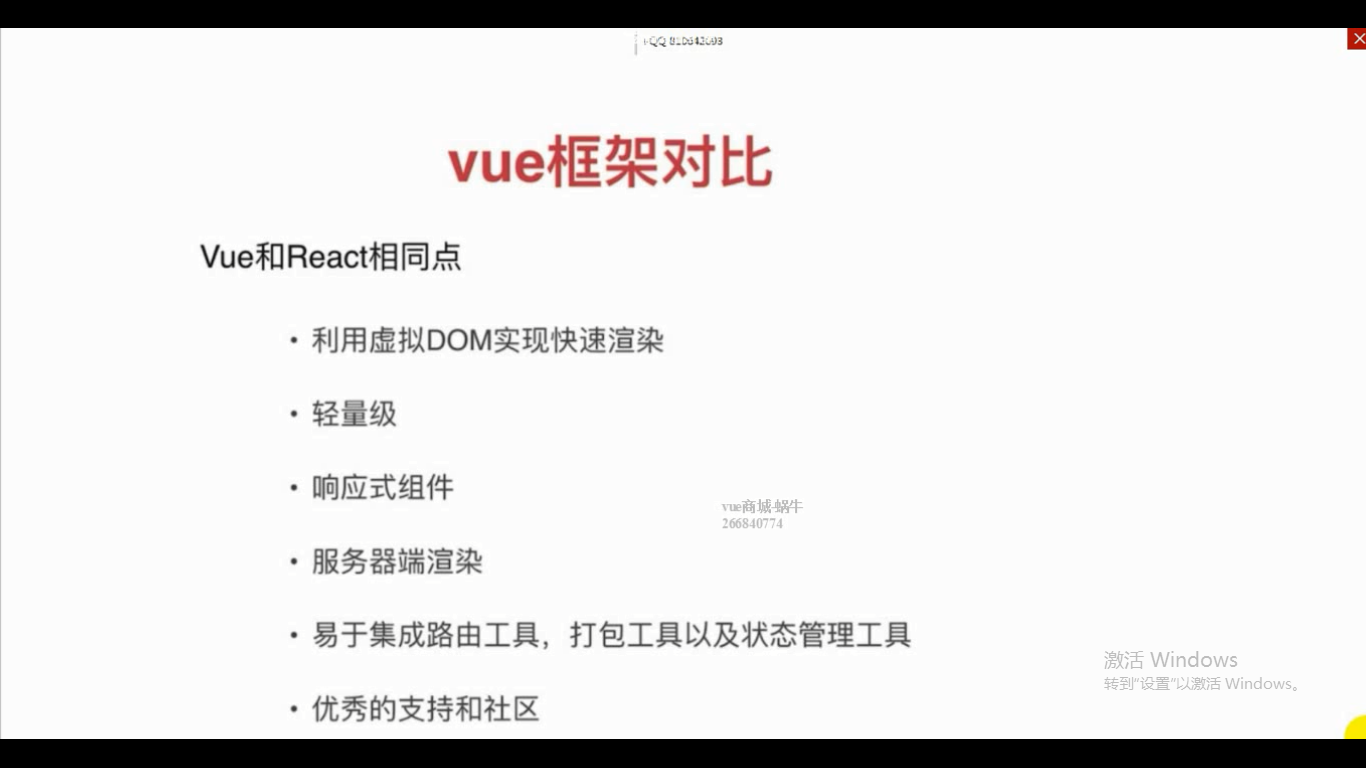 vue框架对比
Vue和React相同点
• 利用虚拟DOM实现快速渲染
• 轻量级
• 响应式组件
vue商城-蜗牛
266840774
• 服务器端渲染
• 易于集成路由工具，打包工具以及状态管理工具
激活 Windows
转到"设置"以激活 Windows。
• 优秀的支持和社区